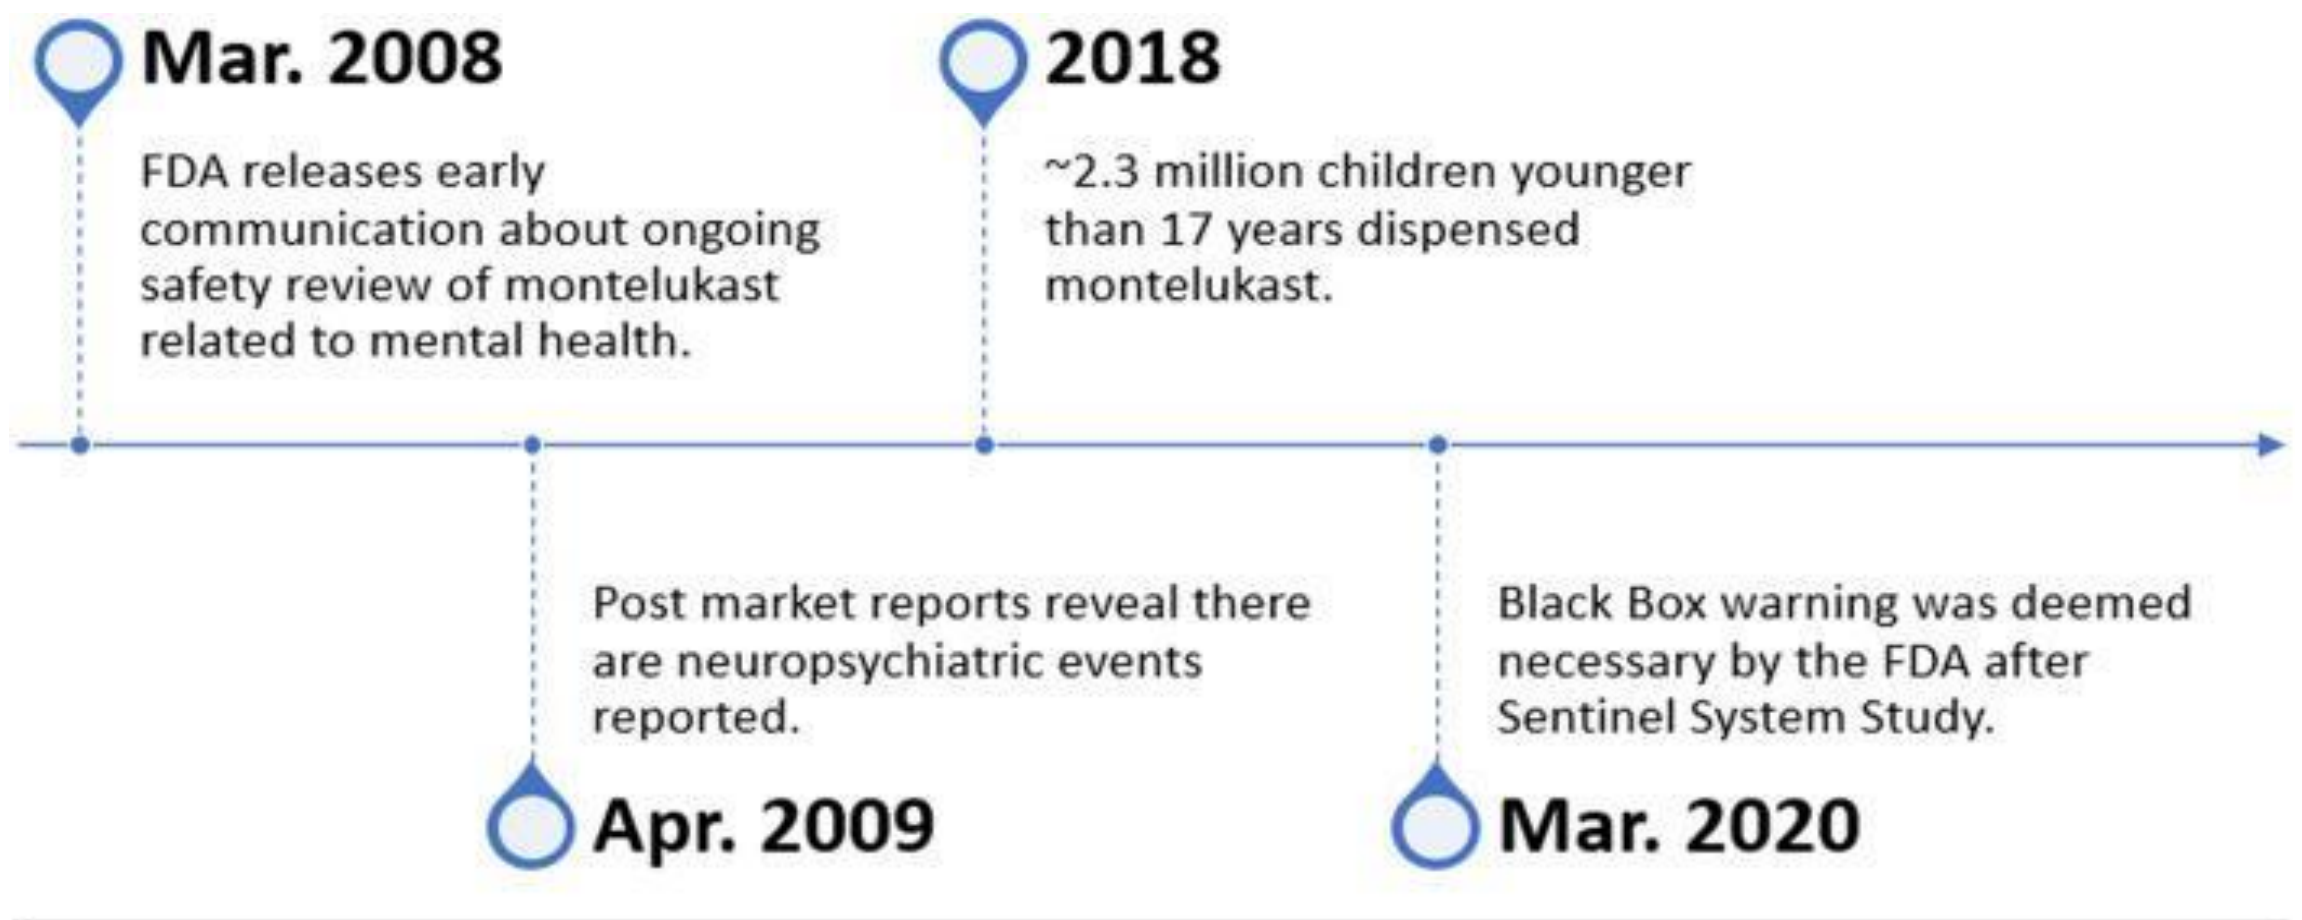 Mar. 2008
FDA releases early
communication about ongoing
safety review of montelukast
related to mental health.
Post market reports reveal there
are neuropsychiatric events
reported.
Apr. 2009
2018
~2.3 million children younger
than 17 years dispensed
montelukast.
Black Box warning was deemed
necessary by the FDA after
Sentinel System Study.
Mar. 2020